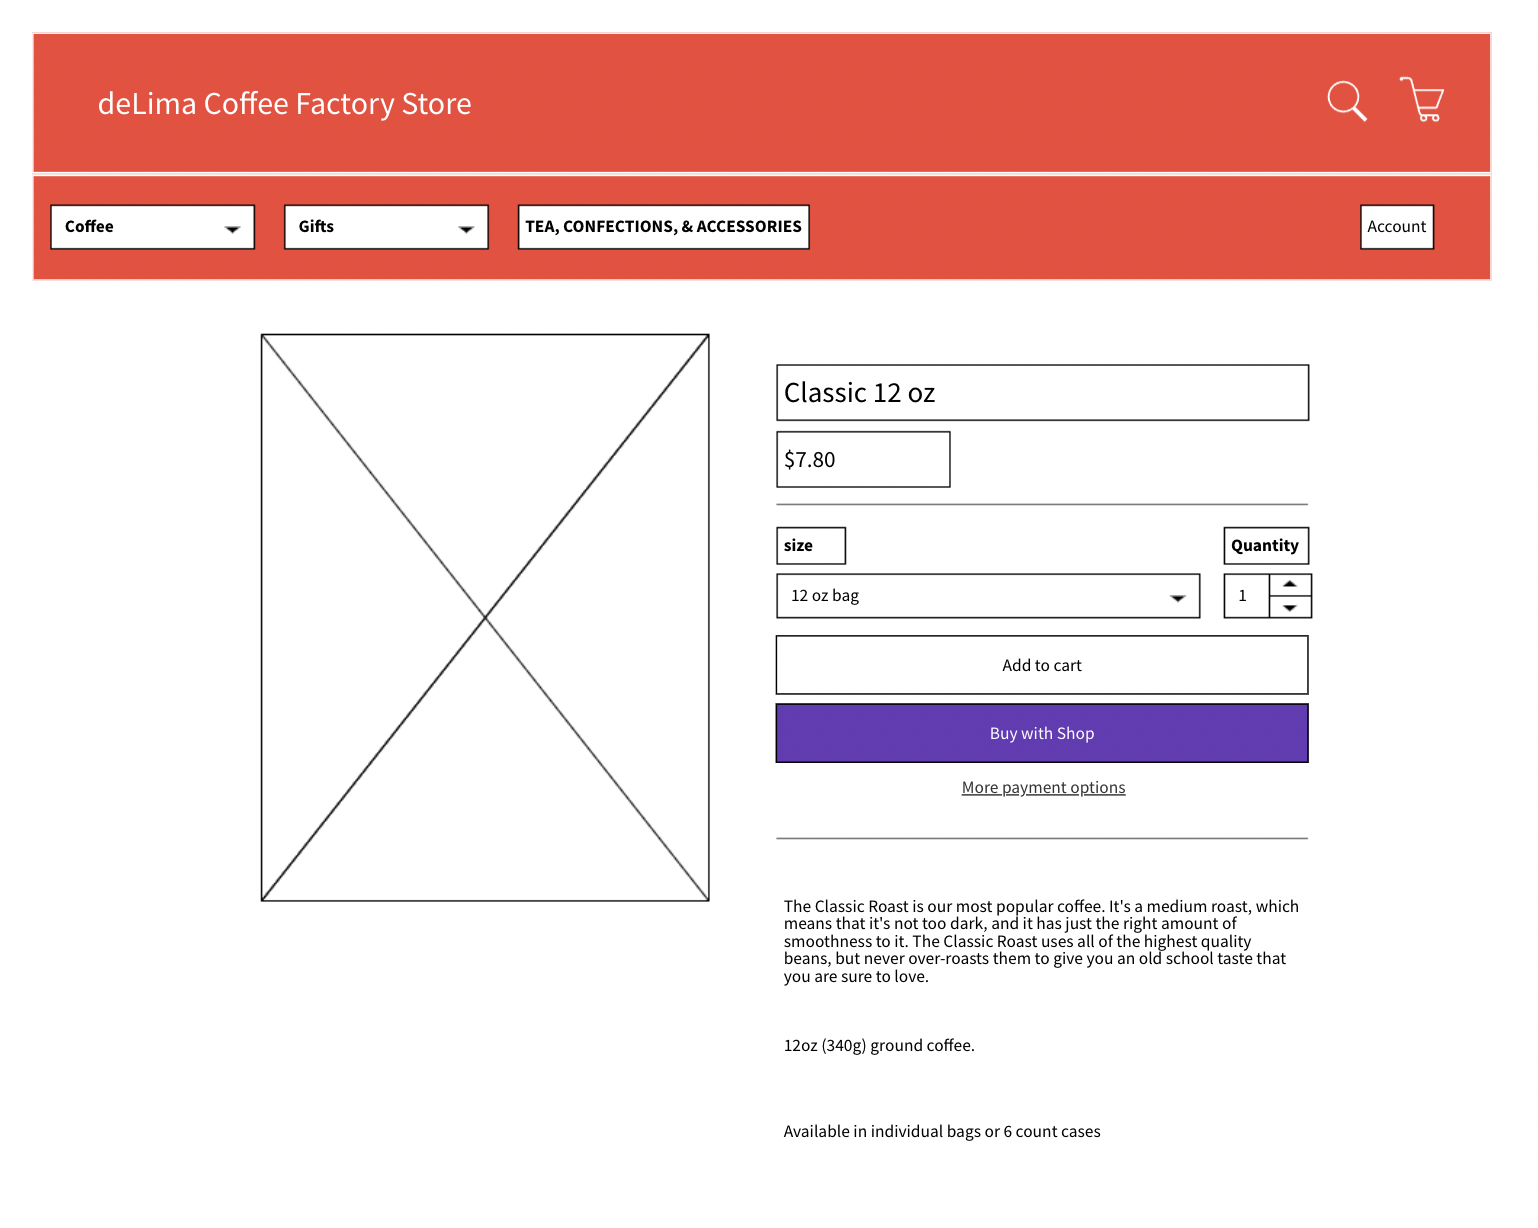 deLima Coffee Factory Store
Coffee
Gifts
TEA, CONFECTIONS, & ACCESSORIES
Account
Classic 12 oz
$7.80
size
Quantity
12 oz bag
1
Add to cart
Buy with Shop
More payment options
The Classic Roast is our most popular coffee. It's a medium roast, which
means that it's not too dark, and it has just the right amount of
smoothness to it. The Classic Roast uses all of the highest quality
beans, but never over-roasts them to give you an old school taste that
you are sure to love.
12oz (340g) ground coffee.
Available in individual bags or 6 count cases